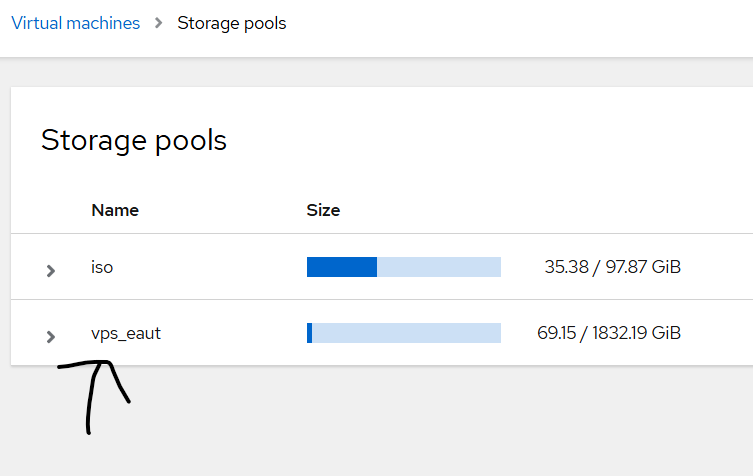 Virtual machines > Storage pools
Storage pools
Name Size
iso 35.38 / 97.87 GiB
vps_eaut 69.15 / 1832.19 GiB